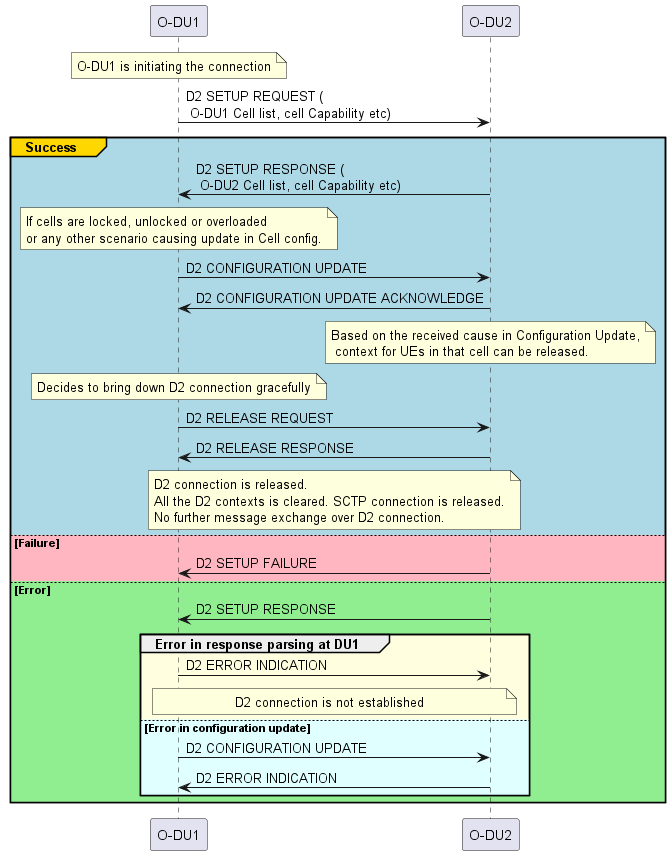 O-DU1
O-DU2
O-DU1 is initiating the connection
D2 SETUP REQUEST (
O-DU1 Cell list, cell Capability etc)
Success
D2 SETUP RESPONSE (
O-DU2 Cell list, cell Capability etc)
If cells are locked, unlocked or overloaded
or any other scenario causing update in Cell config.
D2 CONFIGURATION UPDATE
D2 CONFIGURATION UPDATE ACKNOWLEDGE
Based on the received cause in Configuration Update,
context for UEs in that cell can be released.
Decides to bring down D2 connection gracefully
D2 RELEASE REQUEST
D2 RELEASE RESPONSE
D2 connection is released.
All the D2 contexts is cleared. SCTP connection is released.
No further message exchange over D2 connection.
[Failure]
D2 SETUP FAILURE
[Error]
D2 SETUP RESPONSE
Error in response parsing at DU1
D2 ERROR INDICATION
D2 connection is not established
[Error in configuration update]
D2 CONFIGURATION UPDATE
D2 ERROR INDICATION
O-DU1
O-DU2